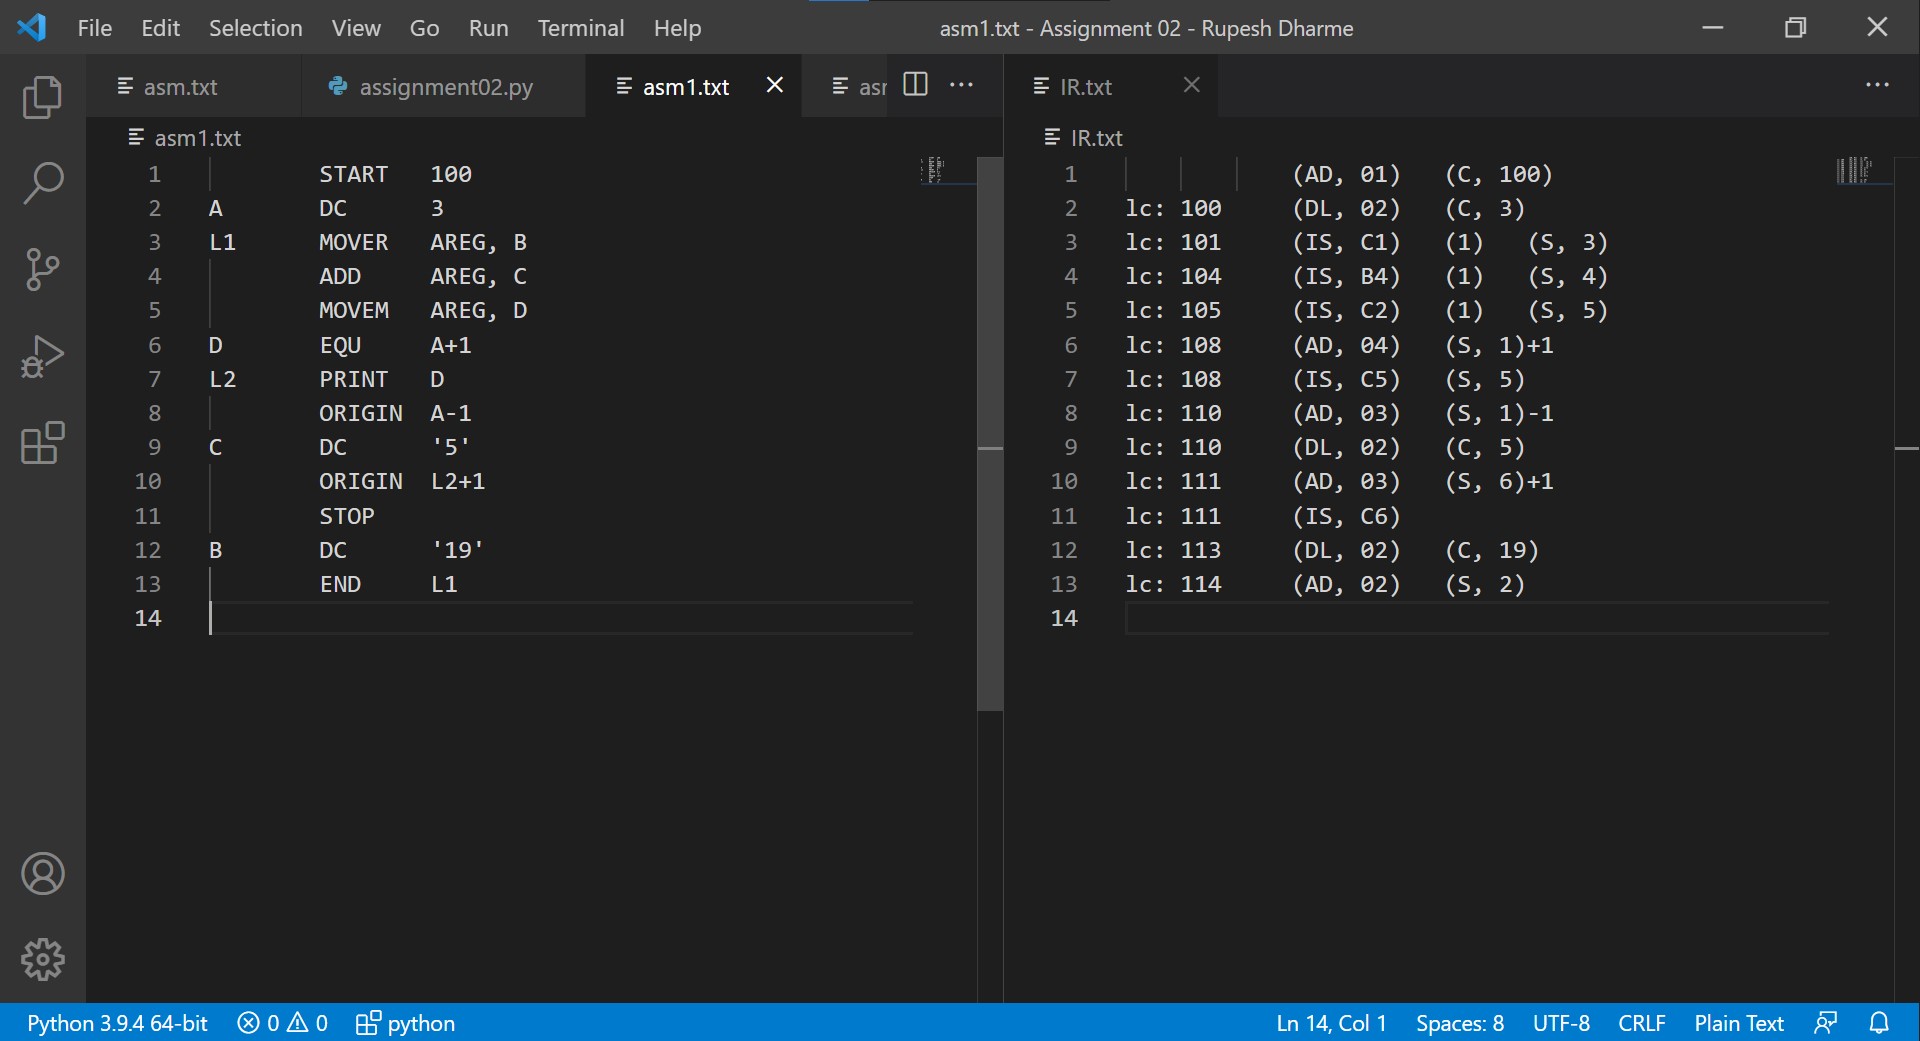 File Edit Selection View Go Run Terminal Help asm1.txt - Assignment 02 - Rupesh Dharme
asm.txt assignment02.py asm1.txt asm
asm1.txt
1 START 100
2 A DC 3
3 L1 MOVER AREG, B
4 ADD AREG, C
5 MOVEM AREG, D
6 D EQU A+1
7 L2 PRINT D
8 ORIGIN A-1
9 C DC '5'
10 ORIGIN L2+1
11 STOP
12 B DC '19'
13 END L1
14
IR.txt
IR.txt
1 (AD, 01) (C, 100)
2 lc: 100 (DL, 02) (C, 3)
3 lc: 101 (IS, C1) (1) (S, 3)
4 lc: 104 (IS, B4) (1) (S, 4)
5 lc: 105 (IS, C2) (1) (S, 5)
6 lc: 108 (AD, 04) (S, 1)+1
7 lc: 108 (IS, C5) (S, 5)
8 lc: 110 (AD, 03) (S, 1)-1
9 lc: 110 (DL, 02) (C, 5)
10 lc: 111 (AD, 03) (S, 6)+1
11 lc: 111 (IS, C6)
12 lc: 113 (DL, 02) (C, 19)
13 lc: 114 (AD, 02) (S, 2)
14
Python 3.9.4 64-bit 0 0 python Ln 14, Col 1 Spaces: 8 UTF-8 CRLF Plain Text